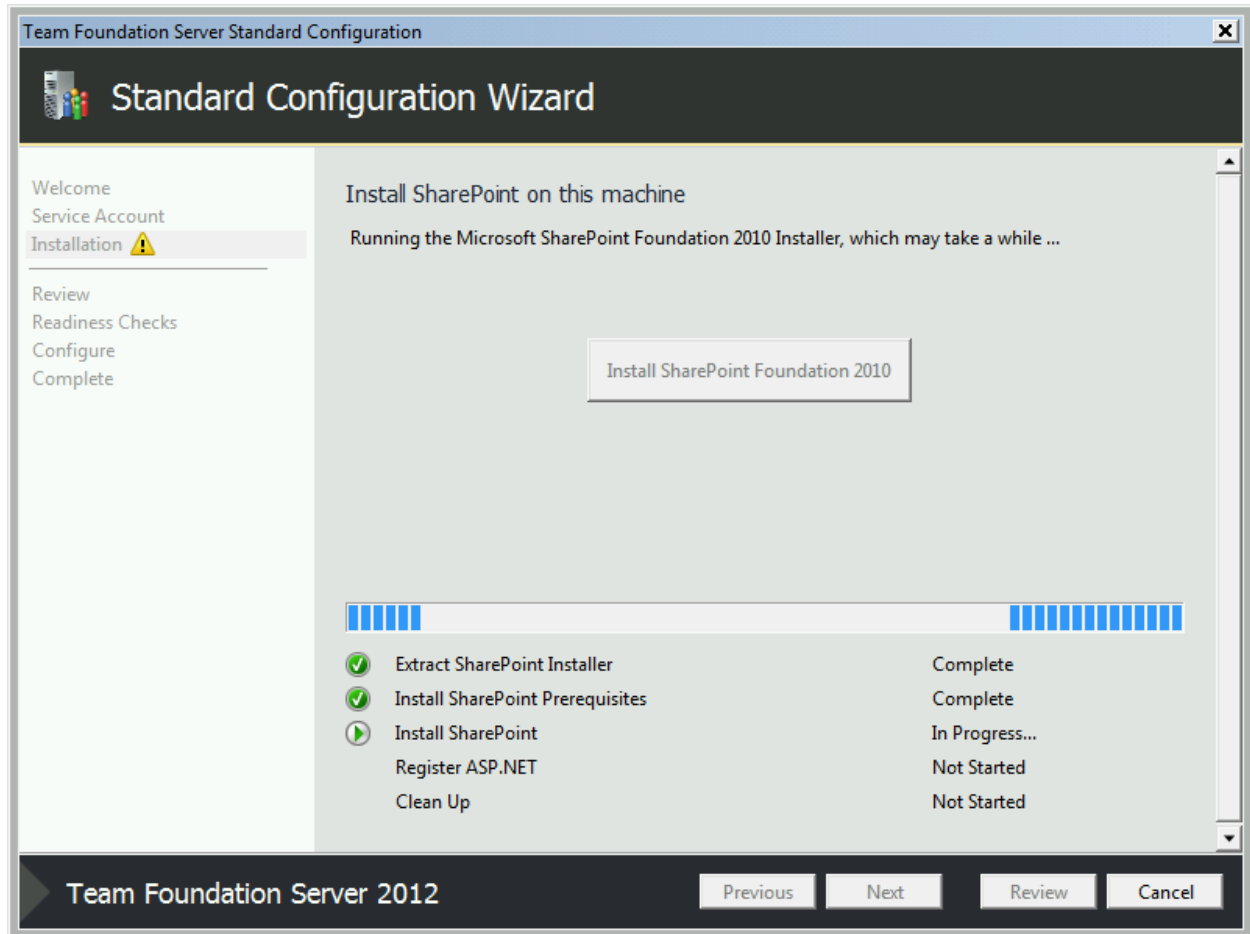 Team Foundation Server Standard Configuration
Standard Configuration Wizard
Welcome
Service Account
Installation
Review
Readiness Checks
Configure
Complete
Install SharePoint on this machine
Running the Microsoft SharePoint Foundation 2010 Installer, which may take a while ...
Install SharePoint Foundation 2010
Extract SharePoint Installer Complete
Install SharePoint Prerequisites Complete
Install SharePoint In Progress...
Register ASP.NET Not Started
Clean Up Not Started
Team Foundation Server 2012
Previous Next Review Cancel